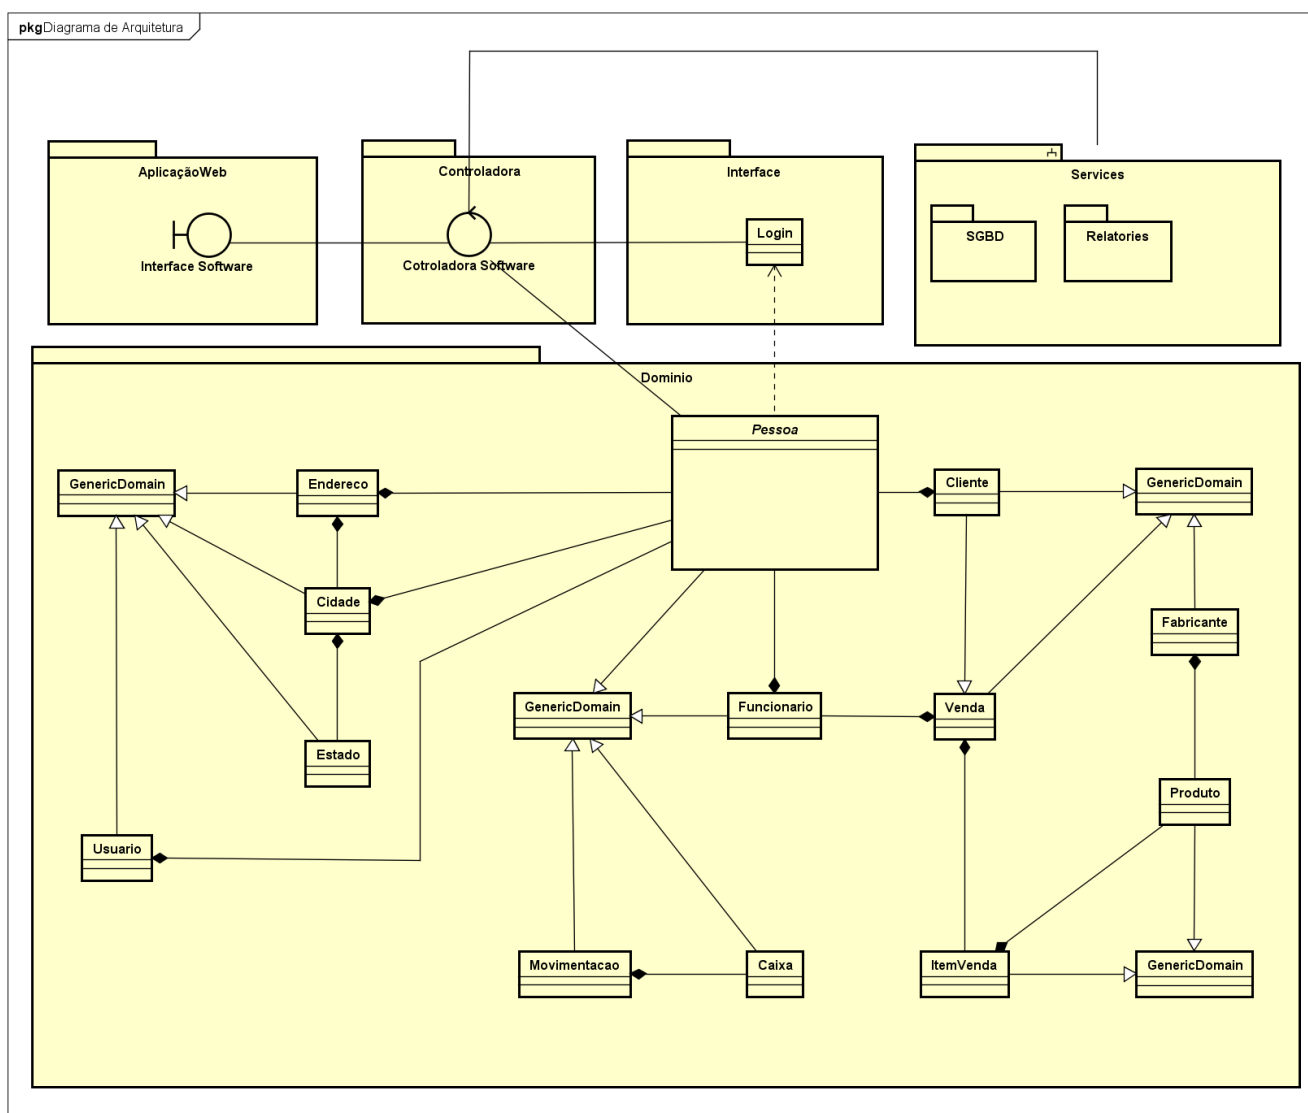 pkgDiagrama de Arquitetura
AplicaçãoWeb
Interface Software
Controladora
Cotroladora Software
Interface
Login
Services
SGBD
Relatories
Dominio
Pessoa
GenericDomain
Endereco
Cliente
GenericDomain
Cidade
Fabricante
GenericDomain
Funcionario
Venda
Estado
Produto
Usuario
Movimentacao
Caixa
ItemVenda
GenericDomain